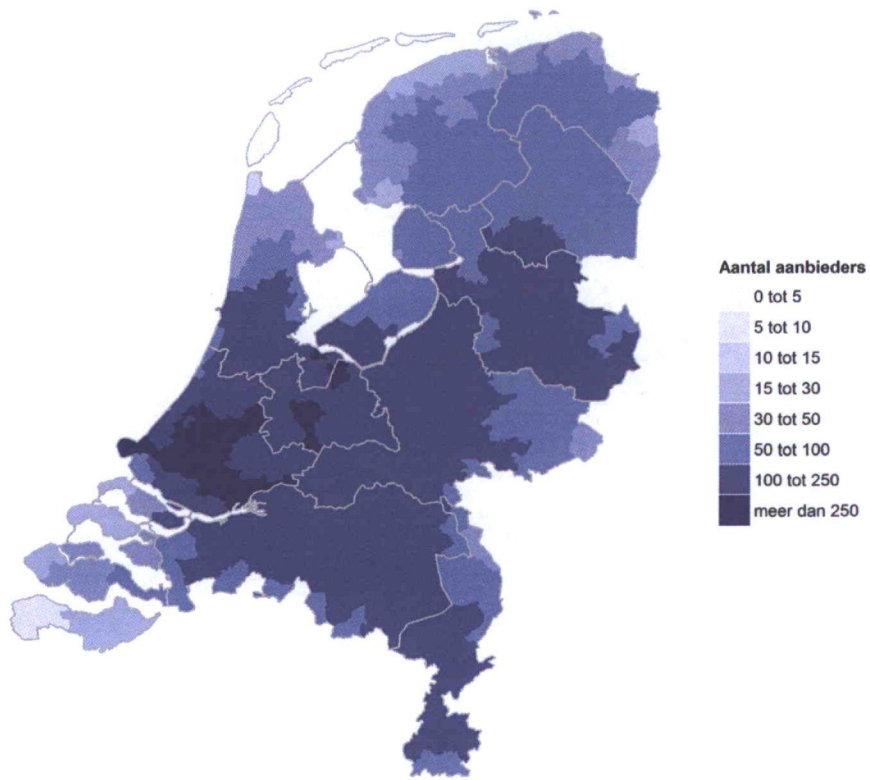 Aantal aanbieders
0 tot 5
5 tot 10
10 tot 15
15 tot 30
30 tot 50
50 tot 100
100 tot 250
meer dan 250